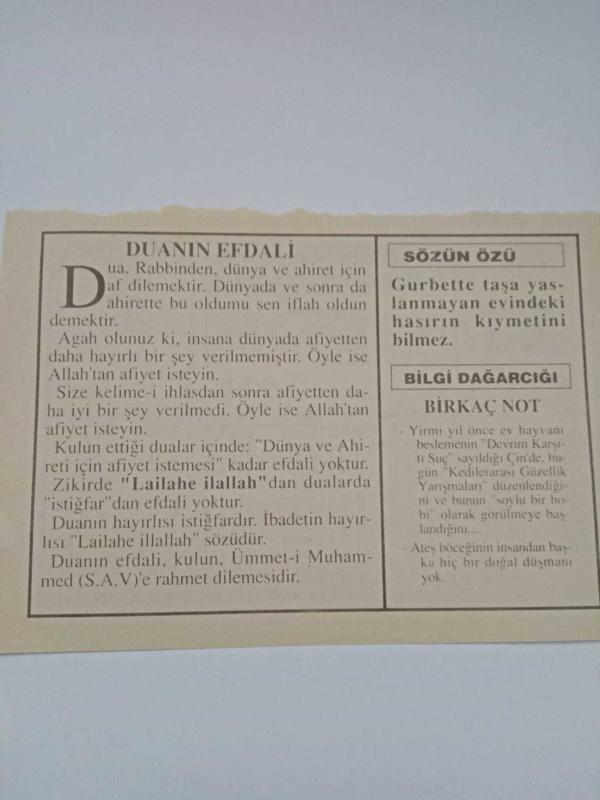 DUANIN EFDALİ
Dua, Rabbinden, dünya ve ahiret için
af dilemektir. Dünyada ve sonra da
ahirette bu oldumu sen iflah oldun
demektir.
Agah olunuz ki, insana dünyada afiyetten
daha hayırlı bir şey verilmemiştir. Öyle ise
Allah'tan afiyet isteyin.
Size kelime-i ihlasdan sonra afiyetten da-
ha iyi bir şey verilmedi. Öyle ise Allah'tan
afiyet isteyin.
Kulun ettiği dualar içinde: "Dünya ve Ahi-
reti için afiyet istemesi" kadar efdali yoktur.
Zikirde "Lailahe ilallah"dan dualarda
"istiğfar"dan efdali yoktur.
Duanın hayırlısı istiğfardır. İbadetin hayır-
lısı "Lailahe illallah" sözüdür.
Duanın efdali, kulun, Ümmet-i Muham-
med (S.A.V)'e rahmet dilemesidir.
SÖZÜN ÖZÜ
Gurbette taşa yas-
lanmayan evindeki
hasırın kıymetini
bilmez.
BİLGİ DAĞARCIĞI
BİRKAÇ NOT
- Yirmi yıl önce ev hayvanı
beslemenin "Devrim Karşı-
tı Suç" sayıldığı Çin'de, bu-
gün "Kedilerarası Güzellik
Yarışmaları" düzenlendiği-
ni ve bunun "soylu bir ho-
bi" olarak görülmeye baş-
landığını...
- Ateş böceğinin insandan baş-
ka hiç bir doğal düşmanı
yok.